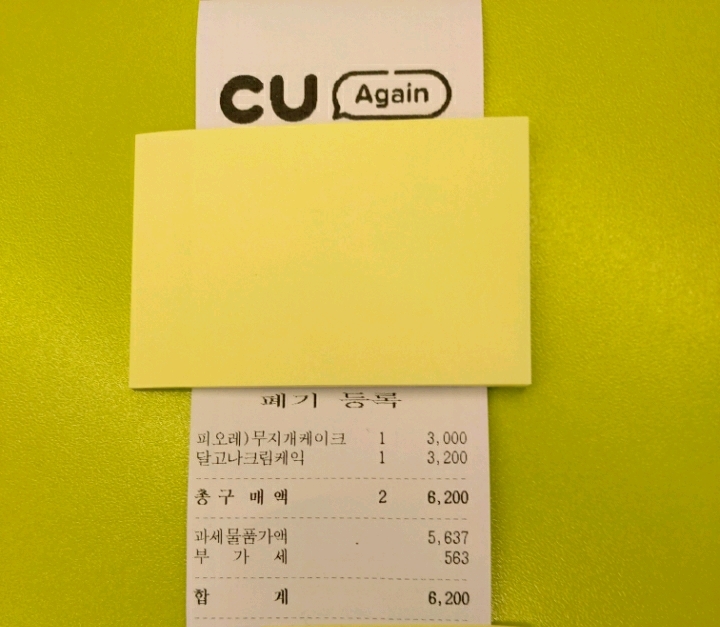 CU Again
폐기 등록
피오레)무지개케이크 1 3,000
달고나크림케익 1 3,200
총 구 매 액 2 6,200
과세물품가액 5,637
부 가 세 563
합 계 6,200